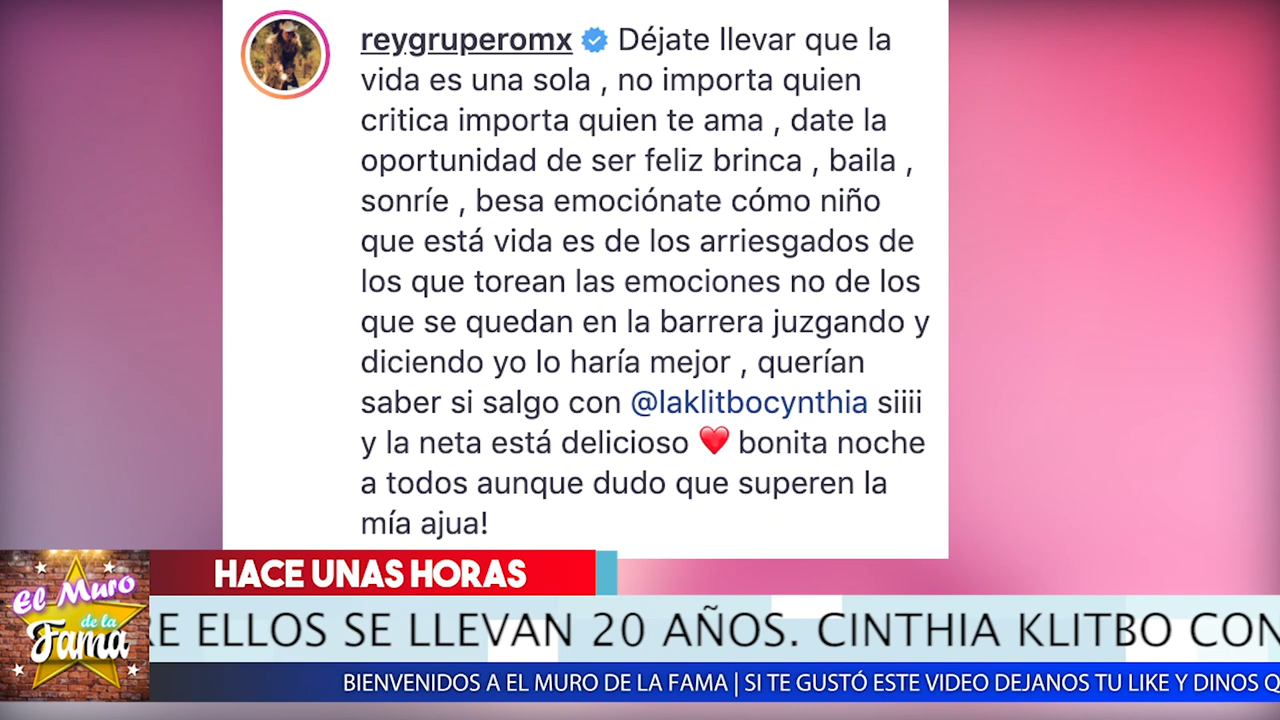 reygruperomx Déjate llevar que la
vida es una sola , no importa quien
critica importa quien te ama , date la
oportunidad de ser feliz brinca , baila ,
sonríe , besa emociónate cómo niño
que está vida es de los arriesgados de
los que torean las emociones no de los
que se quedan en la barrera juzgando y
diciendo yo lo haría mejor , querían
saber si salgo con @laklitbocynthia siiii
y la neta está delicioso ❤️ bonita noche
a todos aunque dudo que superen la
mía ajua!
HACE UNAS HORAS
El Muro
de la
Fama
RE ELLOS SE LLEVAN 20 AÑOS. CINTHIA KLITBO CON
BIENVENIDOS A EL MURO DE LA FAMA | SI TE GUSTÓ ESTE VIDEO DEJANOS TU LIKE Y DINOS Q